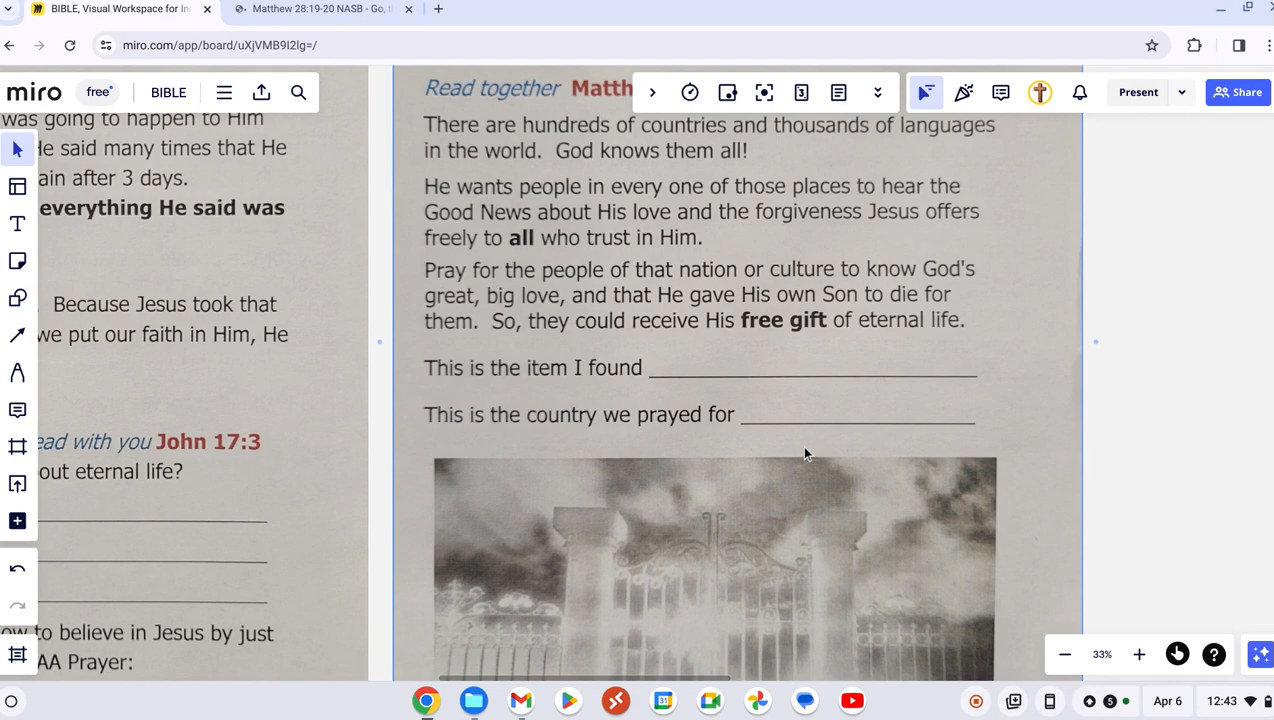 BIBLE, Visual Workspace for In
Matthew 28:19-20 NASB - Go, t
miro.com/app/board/uXjVMB9I2lg=/
miro
free
BIBLE
3
Present
Share
was going to happen to Him
He said many times that He
ain after 3 days.
everything He said was
Because Jesus took that
we put our faith in Him, He
ead with you John 17:3
out eternal life?
ow to believe in Jesus by just
AA Prayer:
Read together Matth
There are hundreds of countries and thousands of languages
in the world. God knows them all!
He wants people in every one of those places to hear the
Good News about His love and the forgiveness Jesus offers
freely to all who trust in Him.
Pray for the people of that nation or culture to know God's
great, big love, and that He gave His own Son to die for
them. So, they could receive His free gift of eternal life.
This is the item I found
This is the country we prayed for
33%
31
5
Apr 6
12:43